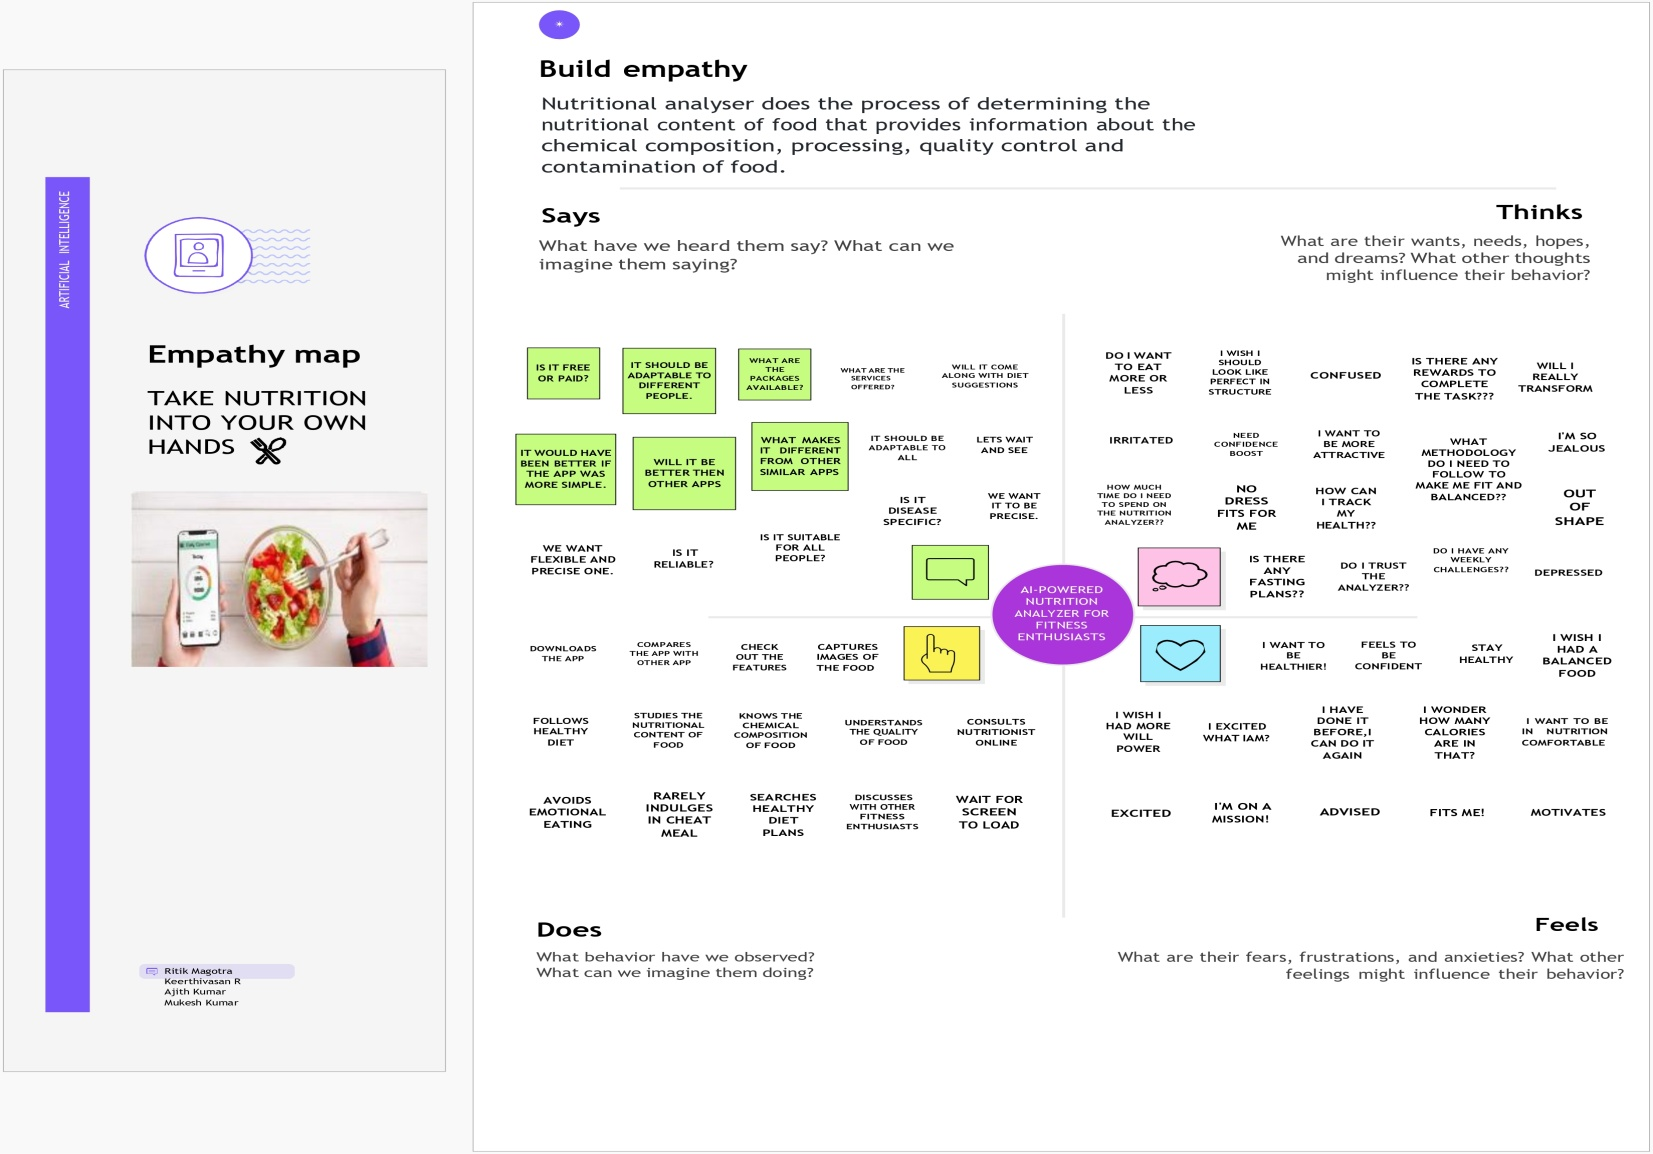 ARTIFICIAL INTELLIGENCE
Empathy map
TAKE NUTRITION
INTO YOUR OWN
HANDS
Today
Ritik Magotra
Keerthivasan R
Ajith Kumar
Mukesh Kumar
Build empathy
Nutritional analyser does the process of determining the
nutritional content of food that provides information about the
chemical composition, processing, quality control and
contamination of food.
Says
What have we heard them say? What can we
imagine them saying?
Thinks
What are their wants, needs, hopes,
and dreams? What other thoughts
might influence their behavior?
IS IT FREE
OR PAID?
IT SHOULD BE
ADAPTABLE TO
DIFFERENT
PEOPLE.
WHAT ARE
THE
PACKAGES
AVAILABLE?
WHAT ARE THE
SERVICES
OFFERED?
WILL IT COME
ALONG WITH DIET
SUGGESTIONS
IT WOULD HAVE
BEEN BETTER IF
THE APP WAS
MORE SIMPLE.
WILL IT BE
BETTER THEN
OTHER APPS
WHAT MAKES
IT DIFFERENT
FROM OTHER
SIMILAR APPS
IT SHOULD BE
ADAPTABLE TO
ALL
LETS WAIT
AND SEE
IS IT
DISEASE
SPECIFIC?
WE WANT
IT TO BE
PRECISE.
WE WANT
FLEXIBLE AND
PRECISE ONE.
IS IT
RELIABLE?
IS IT SUITABLE
FOR ALL
PEOPLE?
DO I WANT
TO EAT
MORE OR
LESS
I WISH I
SHOULD
LOOK LIKE
PERFECT IN
STRUCTURE
CONFUSED
IS THERE ANY
REWARDS TO
COMPLETE
THE TASK???
WILL I
REALLY
TRANSFORM
IRRITATED
NEED
CONFIDENCE
BOOST
I WANT TO
BE MORE
ATTRACTIVE
WHAT
METHODOLOGY
DO I NEED TO
FOLLOW TO
MAKE ME FIT AND
BALANCED??
I'M SO
JEALOUS
HOW MUCH
TIME DO I NEED
TO SPEND ON
THE NUTRITION
ANALYZER??
NO
DRESS
FITS FOR
ME
HOW CAN
I TRACK
MY
HEALTH??
OUT
OF
SHAPE
IS THERE
ANY
FASTING
PLANS??
DO I TRUST
THE
ANALYZER??
DO I HAVE ANY
WEEKLY
CHALLENGES??
DEPRESSED
AI-POWERED
NUTRITION
ANALYZER FOR
FITNESS
ENTHUSIASTS
DOWNLOADS
THE APP
COMPARES
THE APP WITH
OTHER APP
CHECK
OUT THE
FEATURES
CAPTURES
IMAGES OF
THE FOOD
FOLLOWS
HEALTHY
DIET
STUDIES THE
NUTRITIONAL
CONTENT OF
FOOD
KNOWS THE
CHEMICAL
COMPOSITION
OF FOOD
UNDERSTANDS
THE QUALITY
OF FOOD
CONSULTS
NUTRITIONIST
ONLINE
AVOIDS
EMOTIONAL
EATING
RARELY
INDULGES
IN CHEAT
MEAL
SEARCHES
HEALTHY
DIET
PLANS
DISCUSSES
WITH OTHER
FITNESS
ENTHUSIASTS
WAIT FOR
SCREEN
TO LOAD
I WANT TO
BE
HEALTHIER!
FEELS TO
BE
CONFIDENT
STAY
HEALTHY
I WISH I
HAD A
BALANCED
FOOD
I WISH I
HAD MORE
WILL
POWER
I EXCITED
WHAT IAM?
I HAVE
DONE IT
BEFORE,I
CAN DO IT
AGAIN
I WONDER
HOW MANY
CALORIES
ARE IN
THAT?
I WANT TO BE
IN NUTRITION
COMFORTABLE
EXCITED
I'M ON A
MISSION!
ADVISED
FITS ME!
MOTIVATES
Does
What behavior have we observed?
What can we imagine them doing?
Feels
What are their fears, frustrations, and anxieties? What other
feelings might influence their behavior?